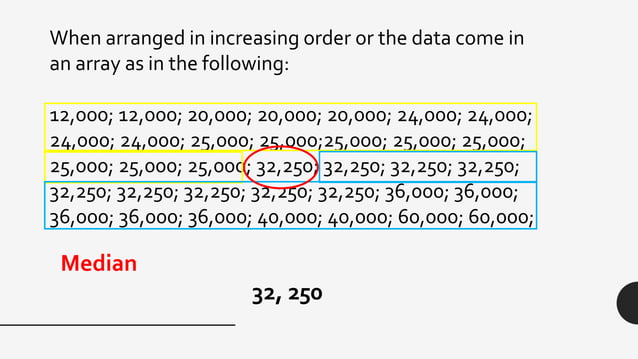 When arranged in increasing order or the data come in
an array as in the following:
12,000; 12,000; 20,000; 20,000; 20,000; 24,000; 24,000;
24,000; 24,000; 25,000; 25,000;25,000; 25,000; 25,000;
25,000; 25,000; 25,000; 32,250; 32,250; 32,250; 32,250;
32,250; 32,250; 32,250; 32,250; 32,250; 36,000; 36,000;
36,000; 36,000; 36,000; 40,000; 40,000; 60,000; 60,000;
Median
32, 250